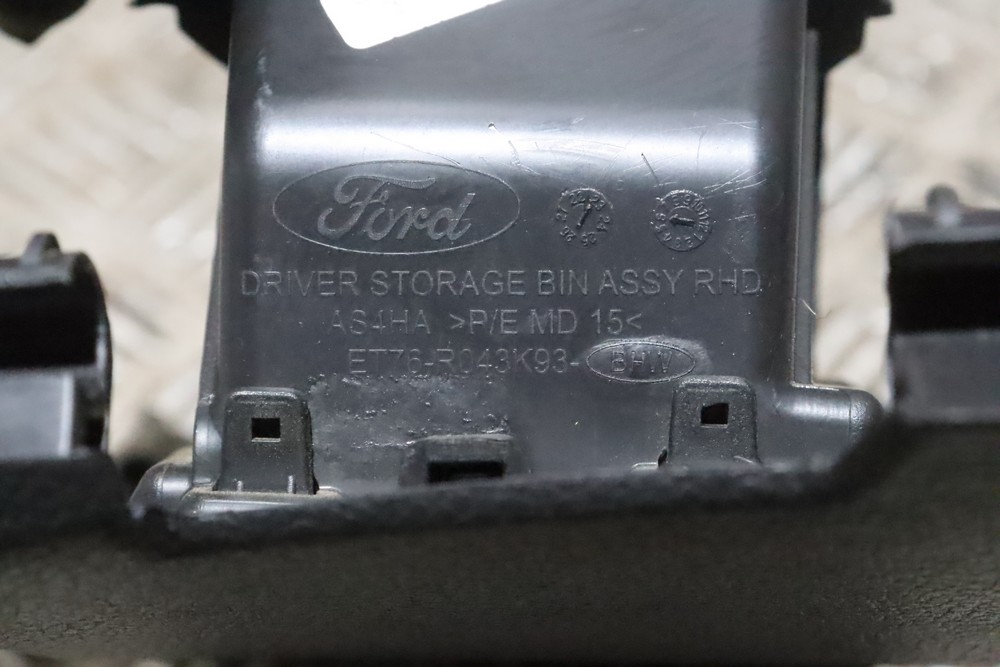 Ford
DRIVER STORAGE BIN ASSY RHD
AS4HA >P/E MD 15<
ET76-R043K93- BHW